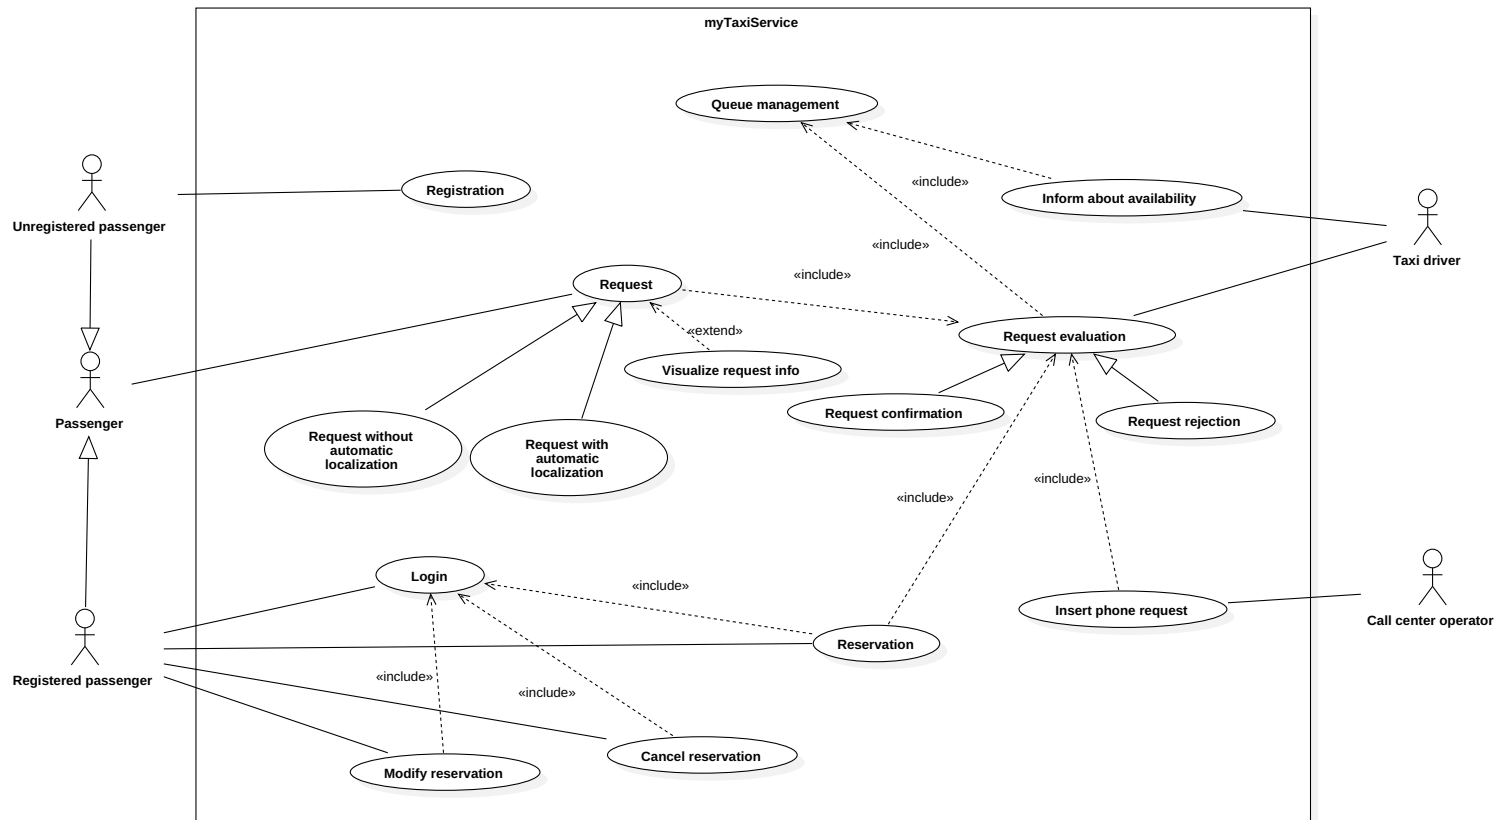 myTaxiService
Queue management
Registration
«include»
Inform about availability
Unregistered passenger
«include»
Taxi driver
«include»
Request
«extend»
Request evaluation
Visualize request info
Passenger
Request confirmation
Request rejection
Request without
automatic
localization
Request with
automatic
localization
«include»
«include»
Login
«include»
Insert phone request
Call center operator
Reservation
Registered passenger
«include»
«include»
Modify reservation
Cancel reservation